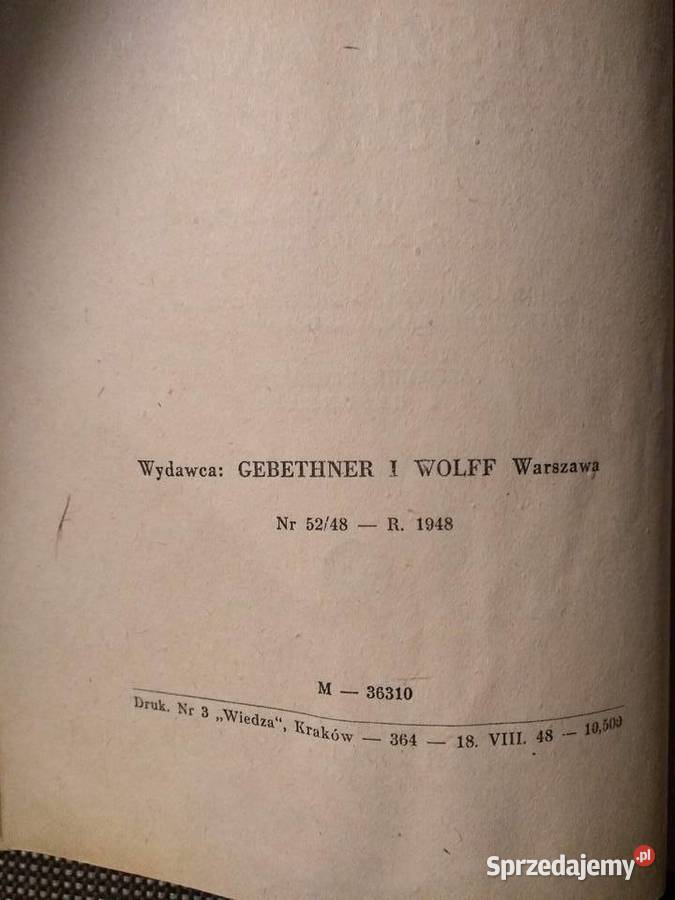 Wydawca: GEBETHNER I WOLFF Warszawa
Nr 52/48 — R. 1948
M — 36310
Druk. Nr 3 „Wiedza“, Kraków — 364 — 18. VIII. 48 — 10,500
Sprzedajemy.pl